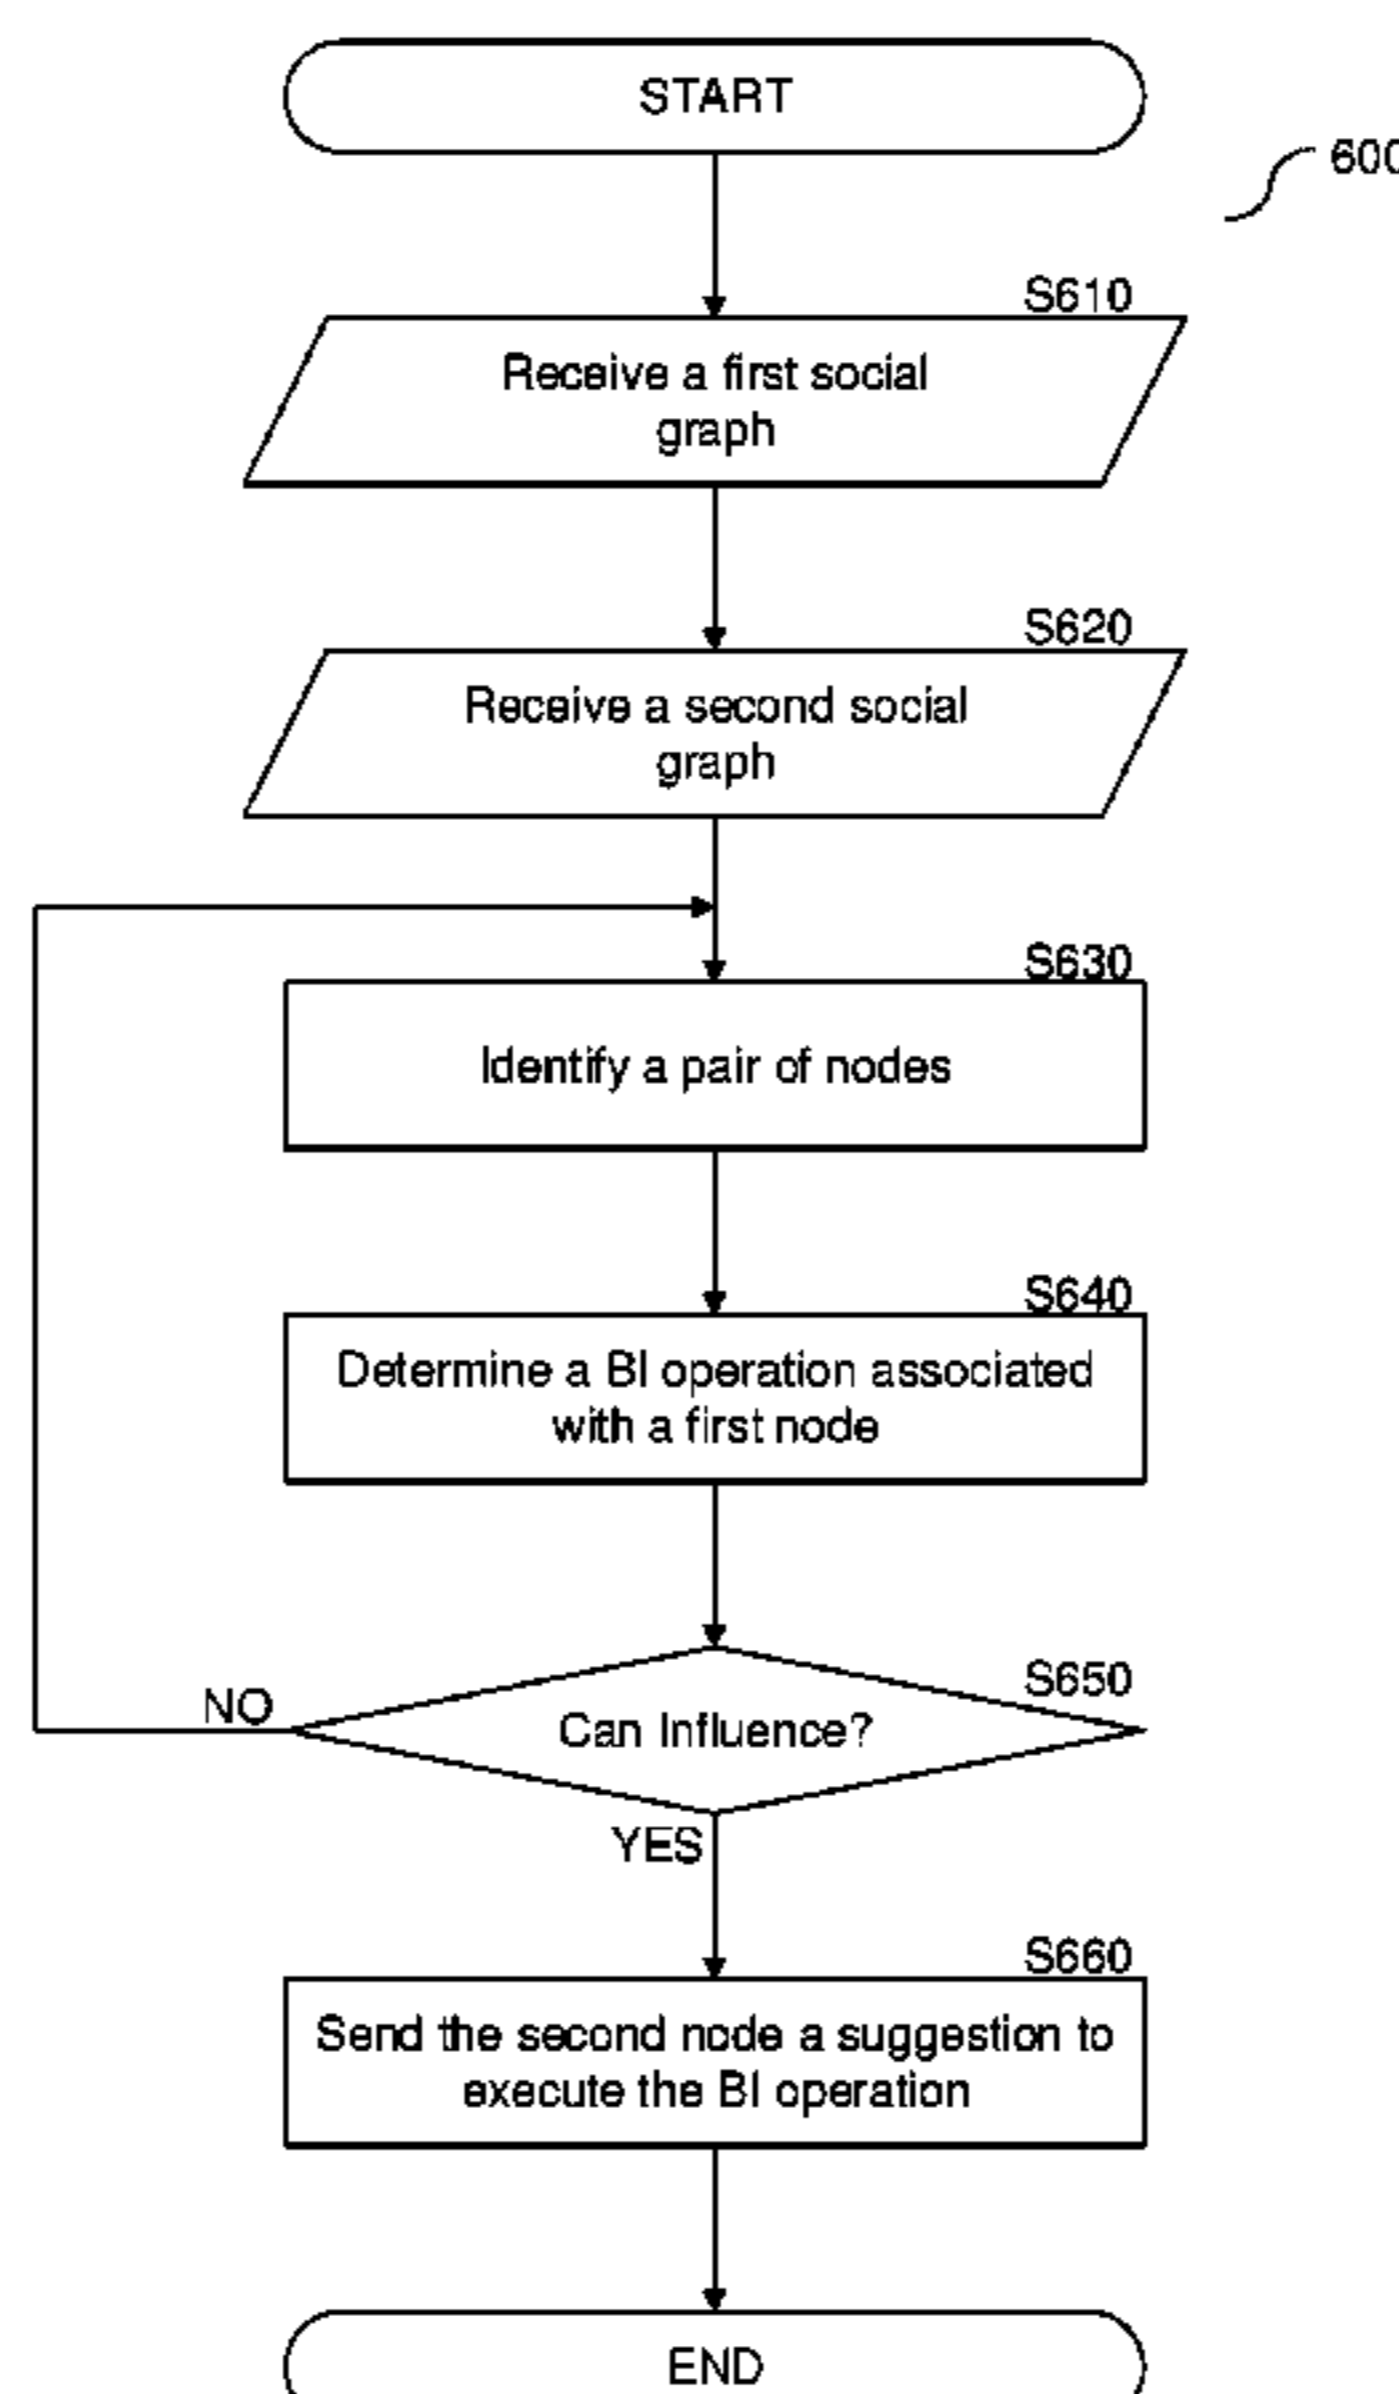 START
600
S610
Receive a first social
graph
S620
Receive a second social
graph
S630
Identify a pair of nodes
S640
Determine a BI operation associated
with a first node
S650
Can Influence?
NO
YES
S660
Send the second node a suggestion to
execute the BI operation
END